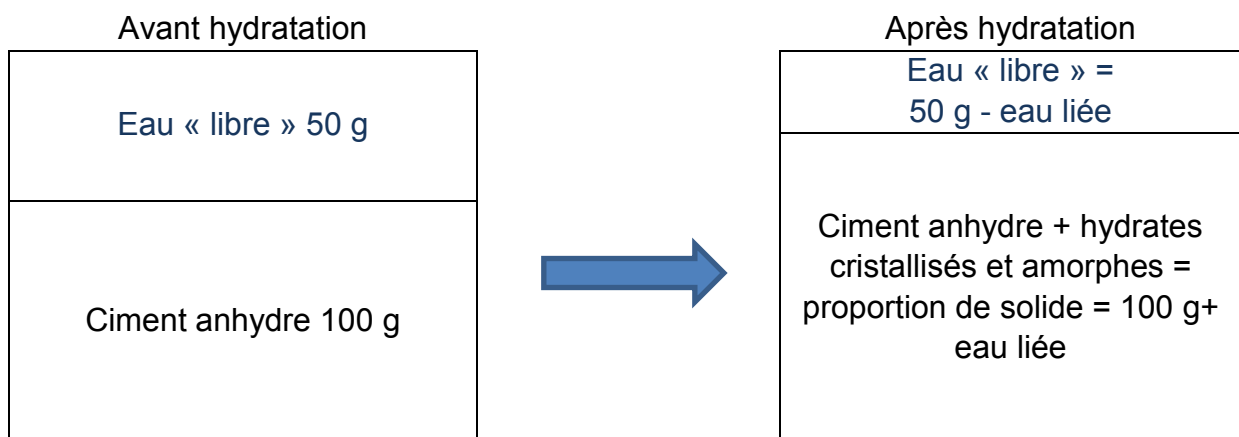 Avant hydratation
Eau « libre » 50 g
Ciment anhydre 100 g
Après hydratation
Eau « libre » =
50 g - eau liée
Ciment anhydre + hydrates
cristallisés et amorphes =
proportion de solide = 100 g+
eau liée